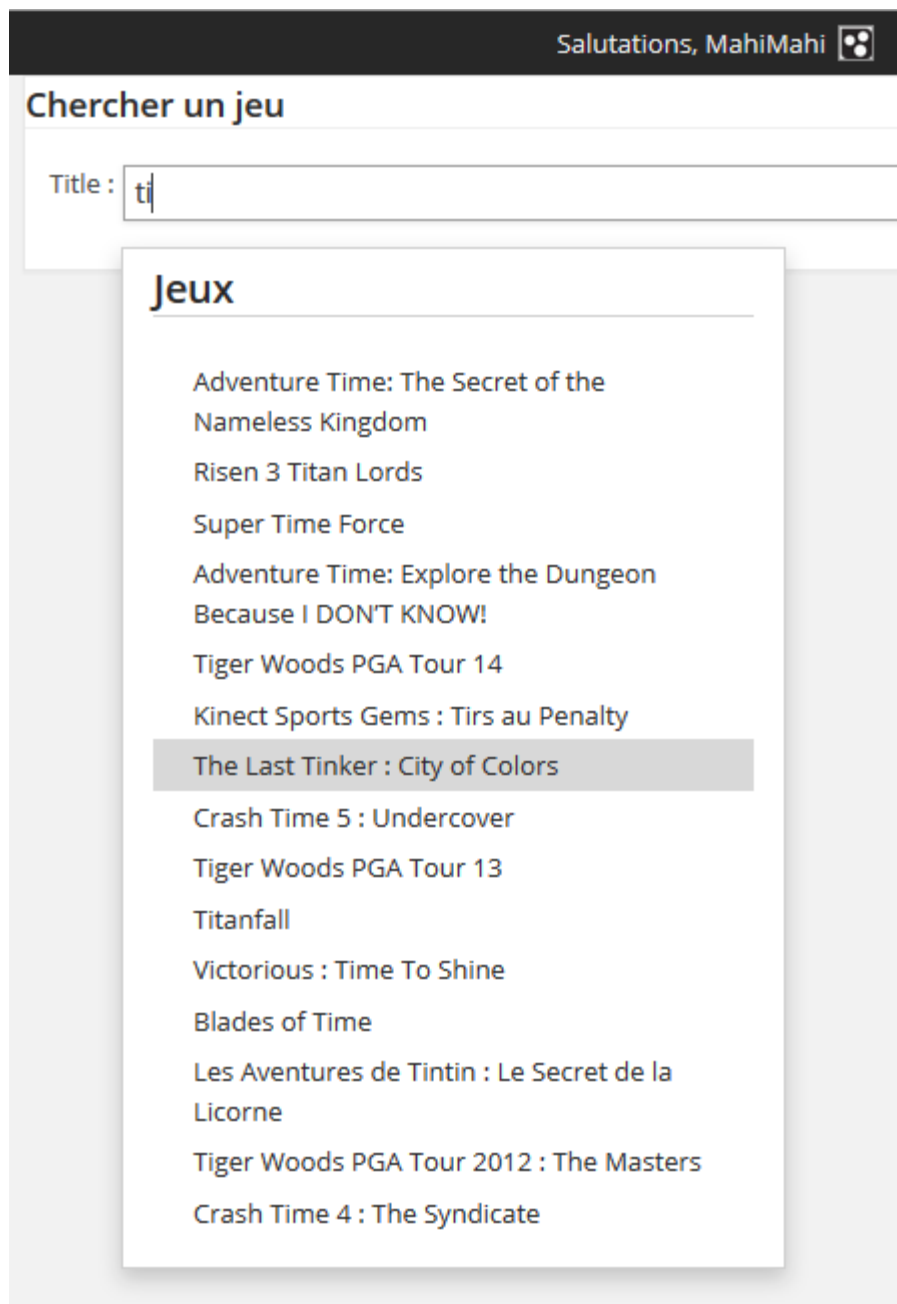 Salutations, MahiMahi
Chercher un jeu
Title :
ti
Jeux
Adventure Time: The Secret of the
Nameless Kingdom
Risen 3 Titan Lords
Super Time Force
Adventure Time: Explore the Dungeon
Because I DON'T KNOW!
Tiger Woods PGA Tour 14
Kinect Sports Gems : Tirs au Penalty
The Last Tinker : City of Colors
Crash Time 5 : Undercover
Tiger Woods PGA Tour 13
Titanfall
Victorious : Time To Shine
Blades of Time
Les Aventures de Tintin : Le Secret de la
Licorne
Tiger Woods PGA Tour 2012 : The Masters
Crash Time 4 : The Syndicate